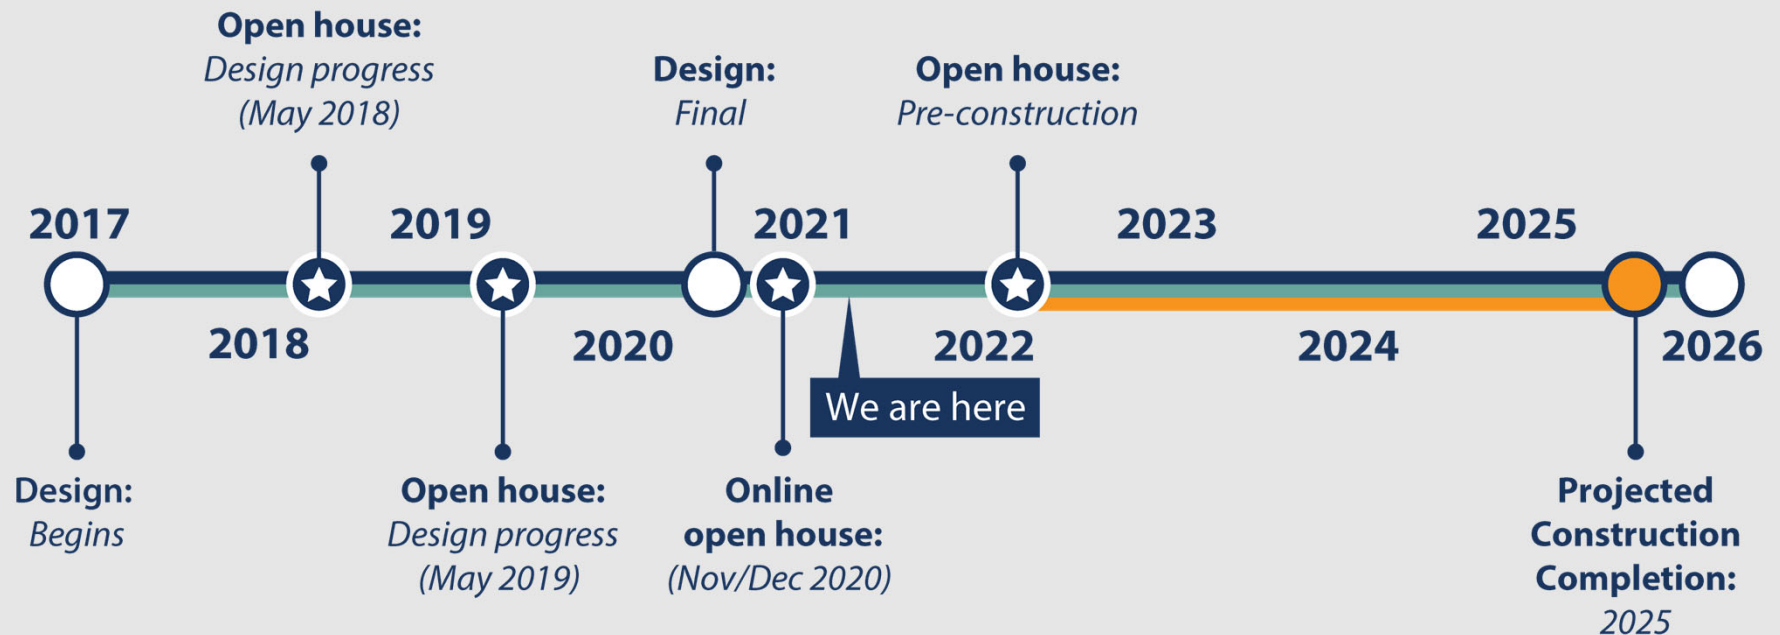 Open house:
Design progress
(May 2018)
Design:
Final
Open house:
Pre-construction
2017
2019
2021
2023
2025
2018
2020
2022
2024
2026
We are here
Design:
Begins
Open house:
Design progress
(May 2019)
Online
open house:
(Nov/Dec 2020)
Projected
Construction
Completion:
2025